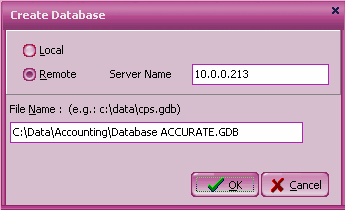 Create Database
Local
Remote Server Name 10.0.0.213
File Name : (e.g.: c:\data\cps.gdb)
C:\Data\Accounting\Database ACCURATE.GDB
OK Cancel